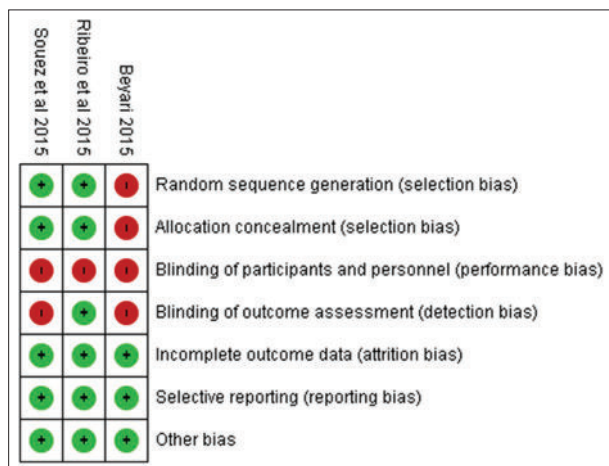 Souez et al 2015
Ribeiro et al 2015
Beyari 2015
+ + - Random sequence generation (selection bias)
+ + - Allocation concealment (selection bias)
- - - Blinding of participants and personnel (performance bias)
- + - Blinding of outcome assessment (detection bias)
+ + + Incomplete outcome data (attrition bias)
+ + + Selective reporting (reporting bias)
+ + + Other bias